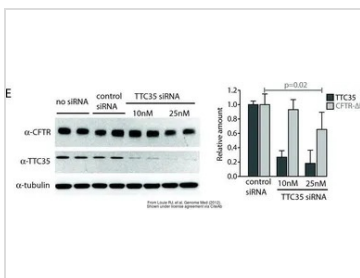 E
no siRNA
control siRNA
TTC35 siRNA
10nM
25nM
α-CFTR
α-TTC35
α-tubulin
p=0.02
TTC35
CFTR-ΔF
Relative amount
1.2
1.0
0.8
0.6
0.4
0.2
0.0
control siRNA
10nM
25nM
TTC35 siRNA
From Louie RJ, et al. Genome Med (2012).
Shown under license agreement via CiteAb